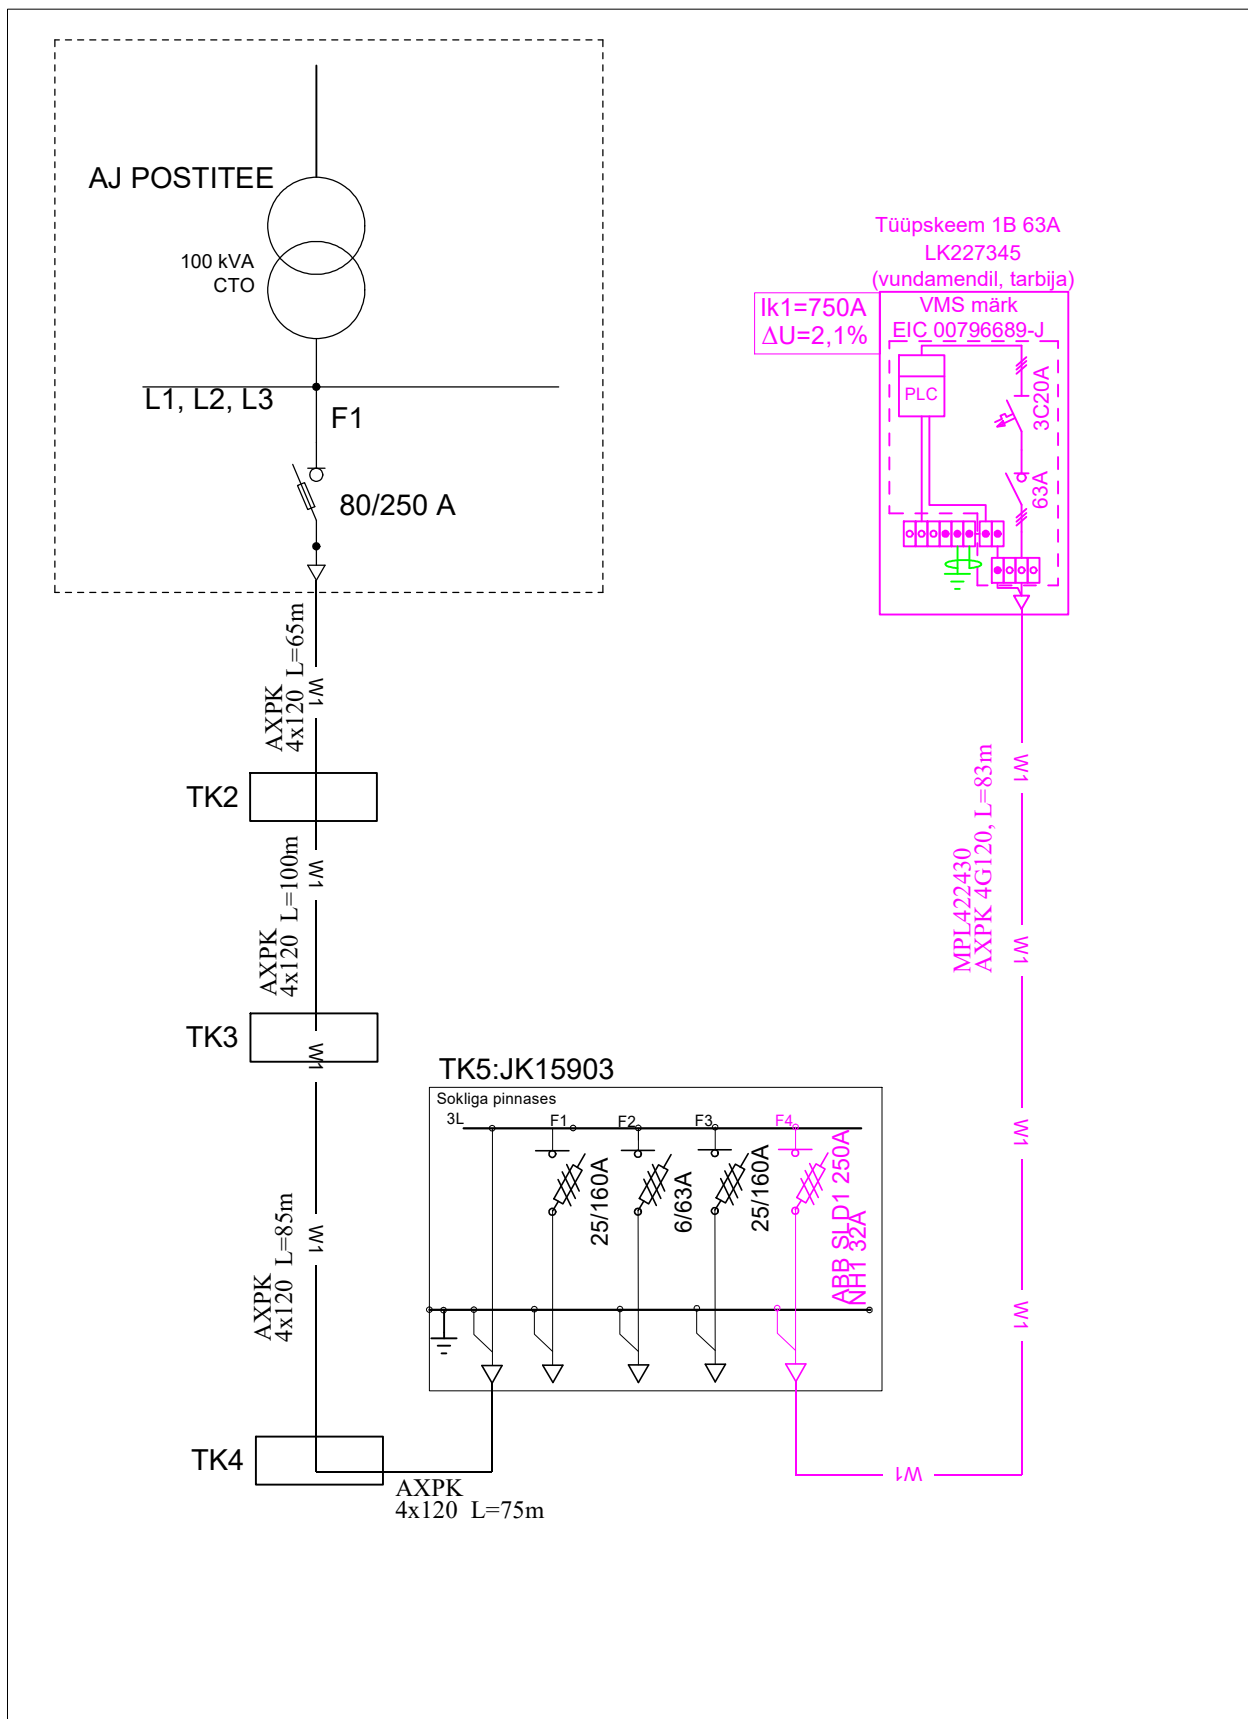 AJ POSTITEE
100 kVA
CTO
L1, L2, L3
F1
80/250 A
AXPK
4x120 L=65m
W1
TK2
AXPK
4x120 L=100m
W1
TK3
W1
AXPK
4x120 L=85m
W1
TK4
AXPK
4x120 L=75m
TK5:JK15903
Sokliga pinnases
3L
F1
F2
F3
F4
25/160A
6/63A
25/160A
ABB SLD1 250A
NH1 32A
W1
Tüüpskeem 1B 63A
LK227345
(vundamendil, tarbija)
VMS märk
EIC 00796689-J
Ik1=750A
ΔU=2,1%
PLC
3C20A
63A
W1
MPL422430
AXPK 4G120, L=83m
W1
W1
W1